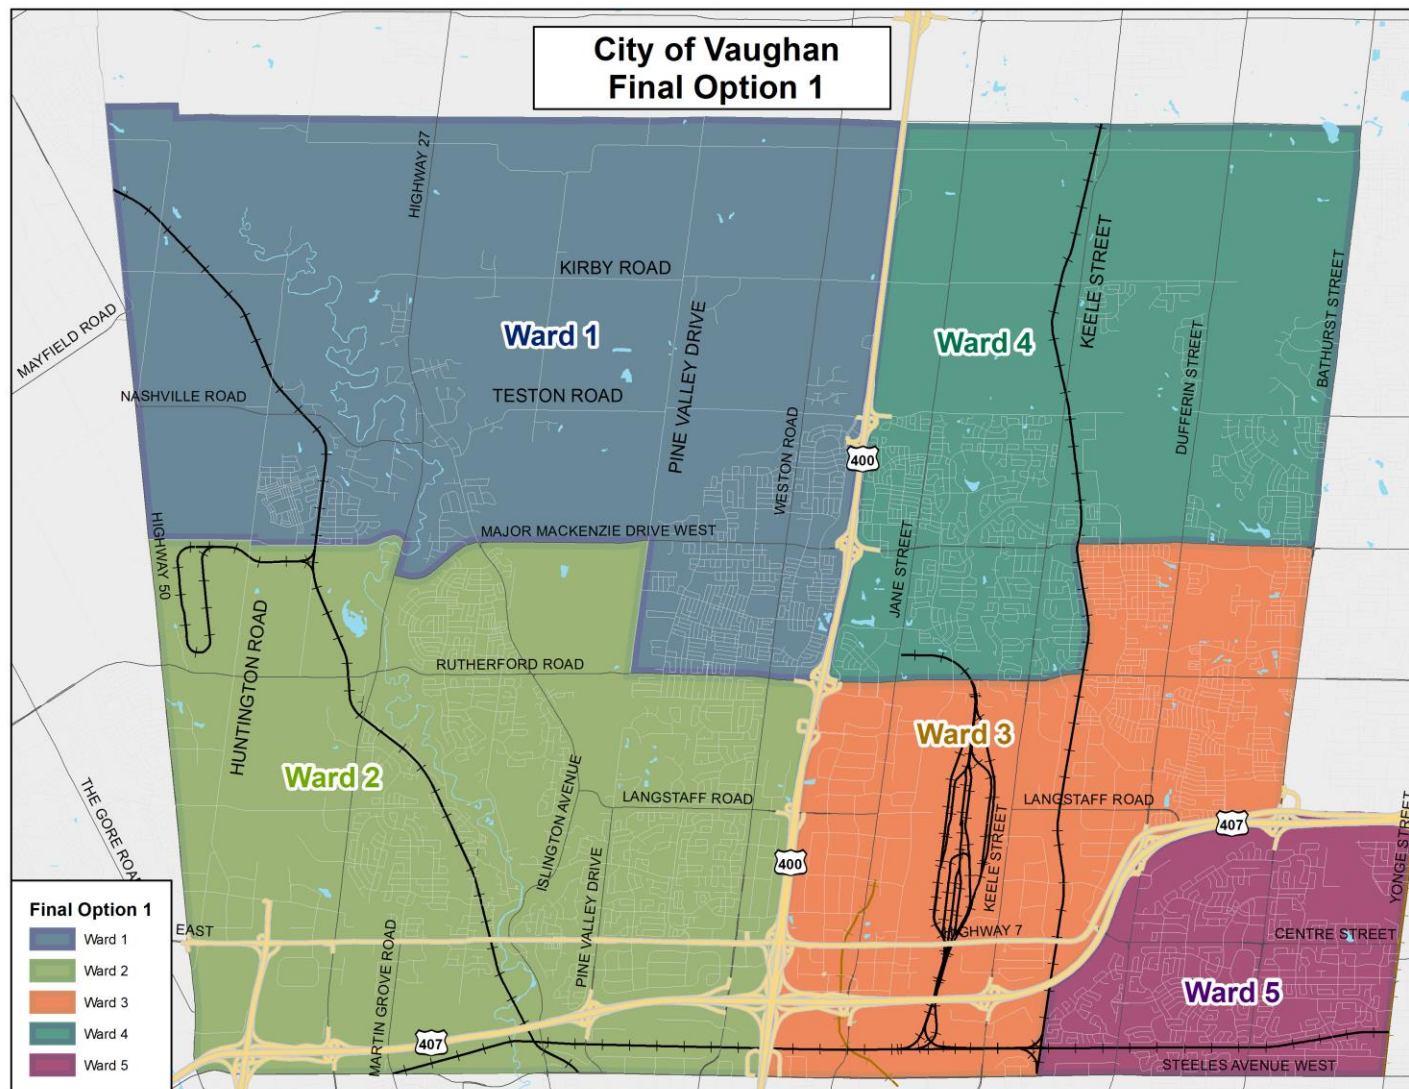 City of Vaughan
Final Option 1
HIGHWAY 27
KIRBY ROAD
KEELE STREET
BATHURST STREET
MAYFIELD ROAD
Ward 1
Ward 4
PINE VALLEY DRIVE
DUFFERIN STREET
NASHVILLE ROAD
TESTON ROAD
WESTON ROAD
400
HIGHWAY 50
MAJOR MACKENZIE DRIVE WEST
JANE STREET
HUNTINGTON ROAD
RUTHERFORD ROAD
Ward 3
Ward 2
ISLINGTON AVENUE
LANGSTAFF ROAD
LANGSTAFF ROAD
THE GORE ROAD
407
YONGE STREET
400
KEELE STREET
PINE VALLEY DRIVE
Final Option 1
Ward 1
Ward 2
Ward 3
Ward 4
Ward 5
EAST
MARTIN GROVE ROAD
HIGHWAY 7
CENTRE STREET
Ward 5
407
STEELES AVENUE WEST